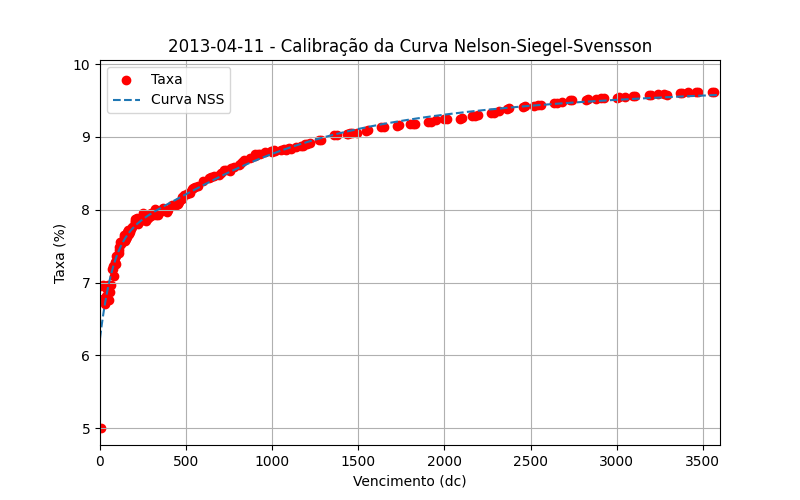 2013-04-11 - Calibração da Curva Nelson-Siegel-Svensson
Taxa
Curva NSS
10
9
8
7
6
5
Taxa (%)
0 500 1000 1500 2000 2500 3000 3500
Vencimento (dc)